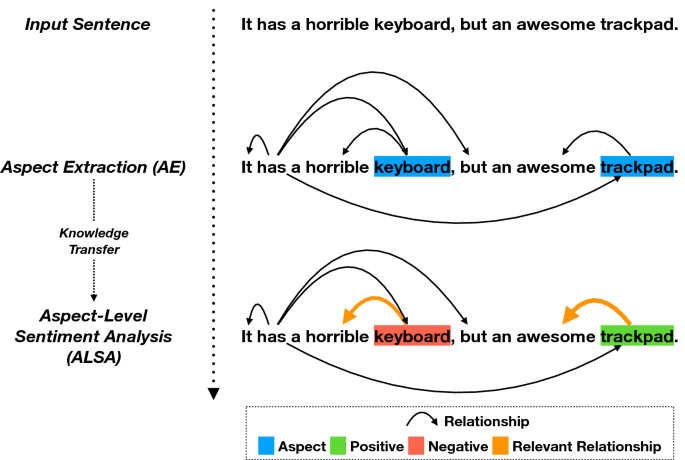 Input Sentence
It has a horrible keyboard, but an awesome trackpad.
Aspect Extraction (AE)
It has a horrible keyboard, but an awesome trackpad.
Knowledge
Transfer
Aspect-Level
Sentiment Analysis
(ALSA)
It has a horrible keyboard, but an awesome trackpad.
Relationship
Aspect Positive Negative Relevant Relationship